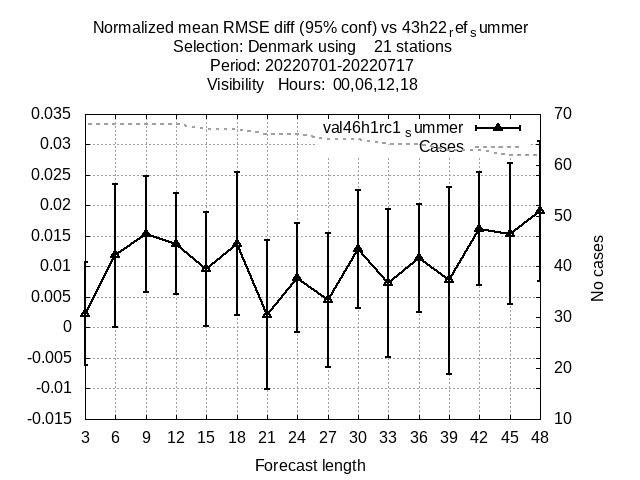 Normalized mean RMSE diff (95% conf) vs 43h22refsummer
Selection: Denmark using    21 stations
Period: 20220701-20220717
Visibility   Hours:  00,06,12,18
0.035
0.03
0.025
0.02
0.015
0.01
0.005
0
-0.005
-0.01
-0.015
val46h1rc1summer
Cases
70
60
50
40
30
20
10
No cases
3 6 9 12 15 18 21 24 27 30 33 36 39 42 45 48
Forecast length